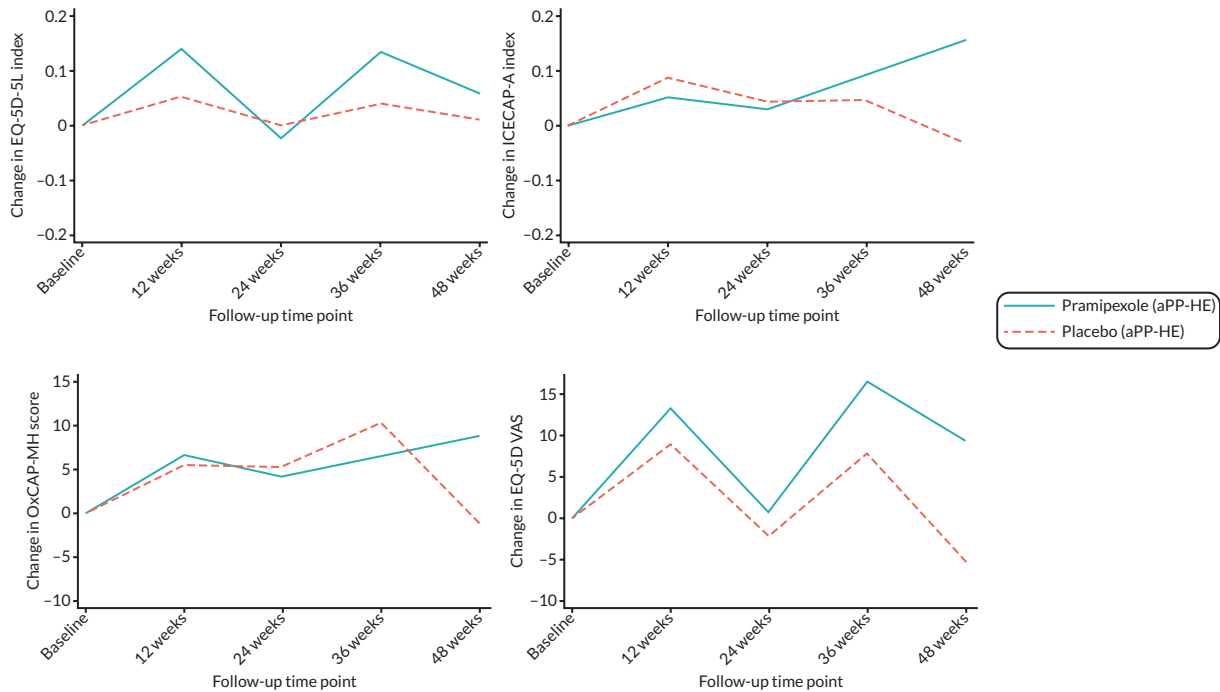 Change in EQ-5D-5L index
0.2
0.1
0
–0.1
–0.2
Baseline
12 weeks
24 weeks
36 weeks
48 weeks
Follow-up time point
Change in ICECAP-A index
0.2
0.1
0
–0.1
–0.2
Baseline
12 weeks
24 weeks
36 weeks
48 weeks
Follow-up time point
Pramipexole (aPP-HE)
Placebo (aPP-HE)
Change in OxCAP-MH score
15
10
5
0
–5
–10
Baseline
12 weeks
24 weeks
36 weeks
48 weeks
Follow-up time point
Change in EQ-5D VAS
15
10
5
0
–5
–10
Baseline
12 weeks
24 weeks
36 weeks
48 weeks
Follow-up time point